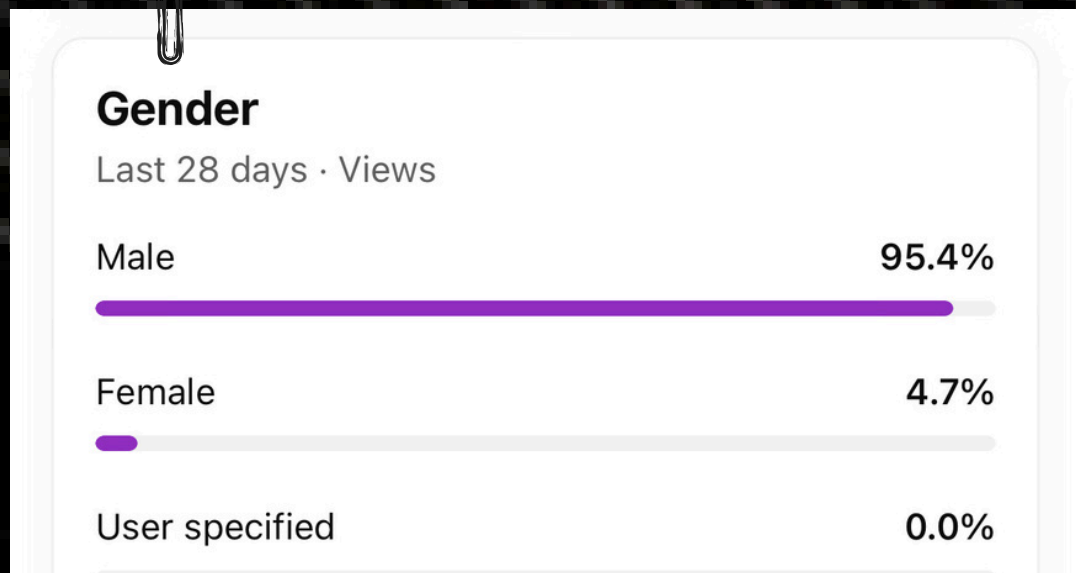 Gender
Last 28 days · Views
Male 95.4%
Female 4.7%
User specified 0.0%